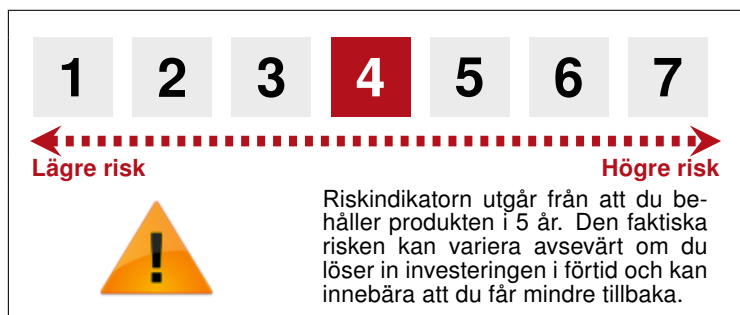 1 2 3 4 5 6 7
Lägre risk Högre risk
Riskindikatorn utgår från att du be-
håller produkten i 5 år. Den faktiska
risken kan variera avsevärt om du
löser in investeringen i förtid och kan
innebära att du får mindre tillbaka.